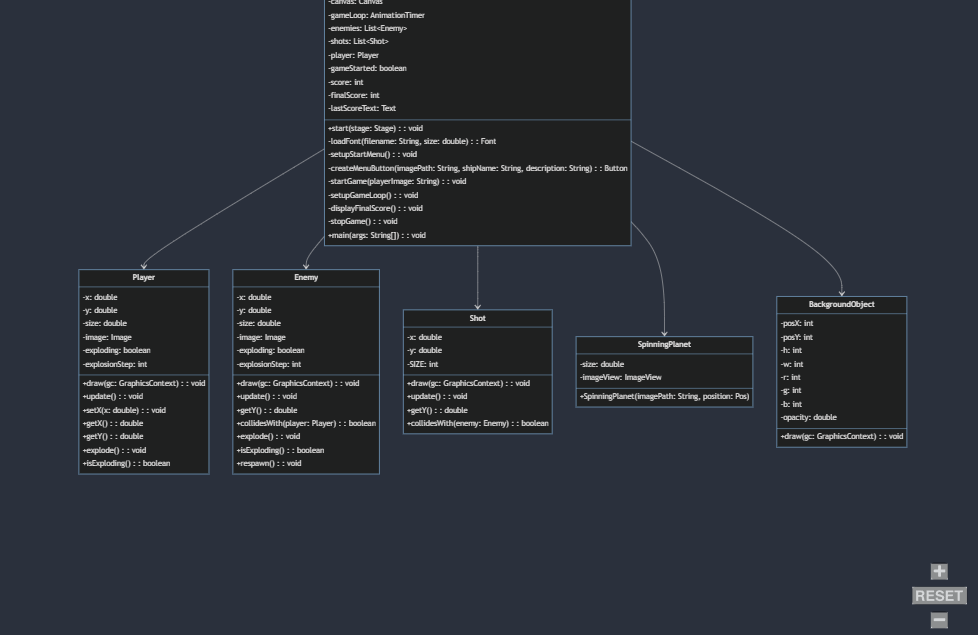 -canvas: Canvas
-gameLoop: AnimationTimer
-enemies: List<Enemy>
-shots: List<Shot>
-player: Player
-gameStarted: boolean
-score: int
-finalScore: int
-lastScoreText: Text
+start(stage: Stage) : : void
-loadFont(filename: String, size: double) : : Font
-setupStartMenu() : : void
-createMenuButton(imagePath: String, shipName: String, description: String) : : Button
-startGame(playerImage: String) : : void
-setupGameLoop() : : void
-displayFinalScore() : : void
-stopGame() : : void
+main(args: String[]) : : void
Player
-x: double
-y: double
-size: double
-image: Image
-exploding: boolean
-explosionStep: int
+draw(gc: GraphicsContext) : : void
+update() : : void
+setX(x: double) : : void
+getX() : : double
+getY() : : double
+explode() : : void
+isExploding() : : boolean
Enemy
-x: double
-y: double
-size: double
-image: Image
-exploding: boolean
-explosionStep: int
+draw(gc: GraphicsContext) : : void
+update() : : void
+getY() : : double
+collidesWith(player: Player) : : boolean
+explode() : : void
+isExploding() : : boolean
+respawn() : : void
Shot
-x: double
-y: double
-SIZE: int
+draw(gc: GraphicsContext) : : void
+update() : : void
+getY() : : double
+collidesWith(enemy: Enemy) : : boolean
SpinningPlanet
-size: double
-imageView: ImageView
+SpinningPlanet(imagePath: String, position: Pos)
BackgroundObject
-posX: int
-posY: int
-h: int
-w: int
-r: int
-g: int
-b: int
-opacity: double
+draw(gc: GraphicsContext) : : void
+
RESET
−